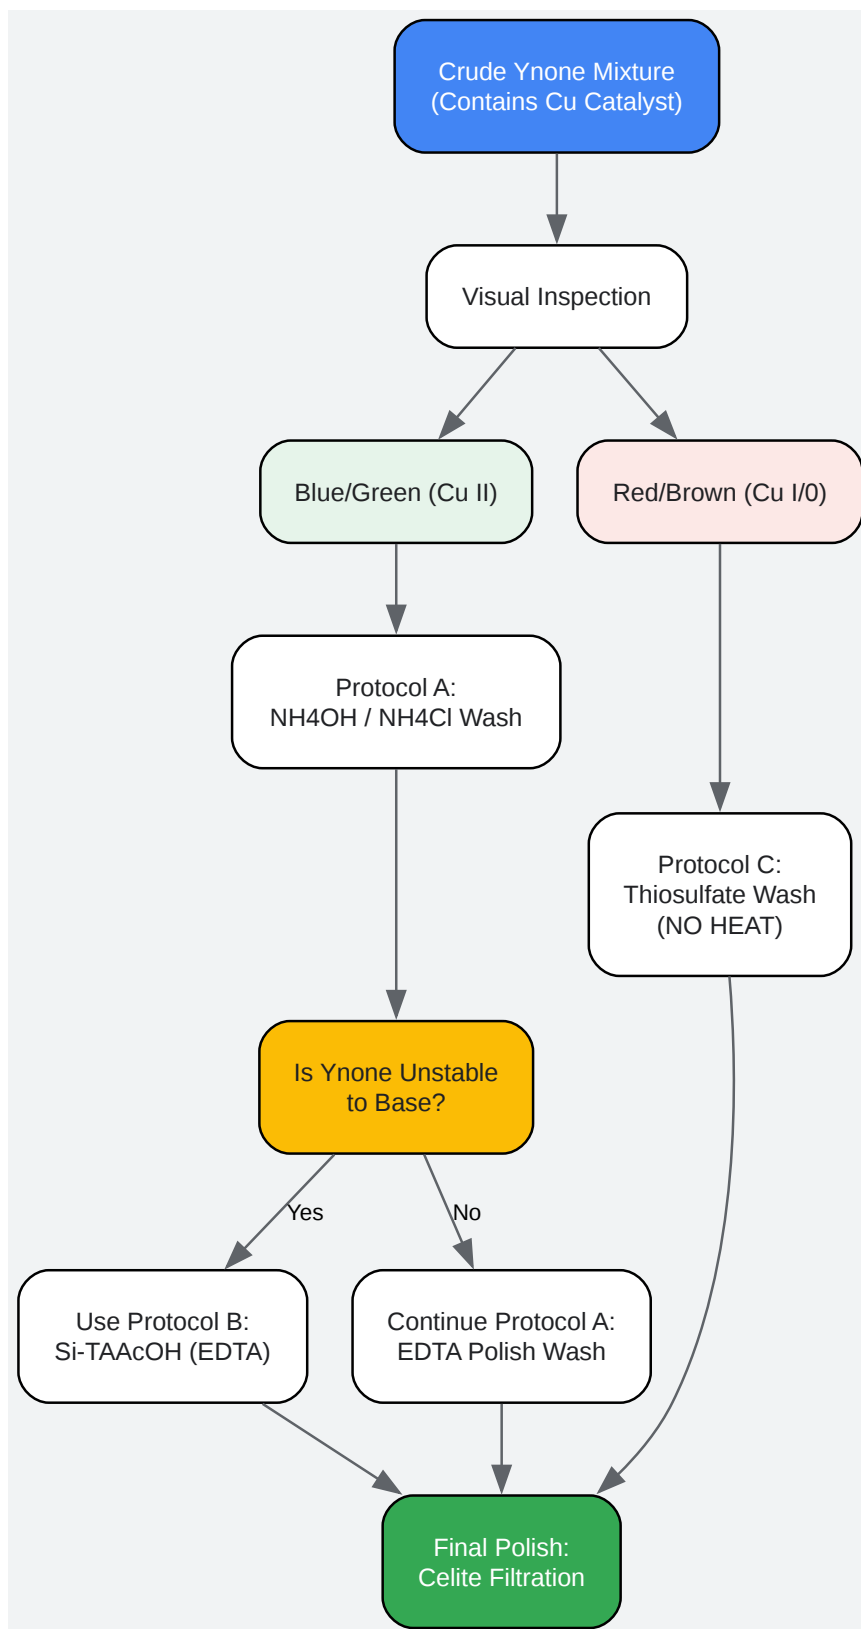 Crude Ynone Mixture
(Contains Cu Catalyst)
Visual Inspection
Blue/Green (Cu II)
Red/Brown (Cu I/0)
Protocol A:
NH4OH / NH4Cl Wash
Protocol C:
Thiosulfate Wash
(NO HEAT)
Is Ynone Unstable
to Base?
Yes
No
Use Protocol B:
Si-TAAcOH (EDTA)
Continue Protocol A:
EDTA Polish Wash
Final Polish:
Celite Filtration